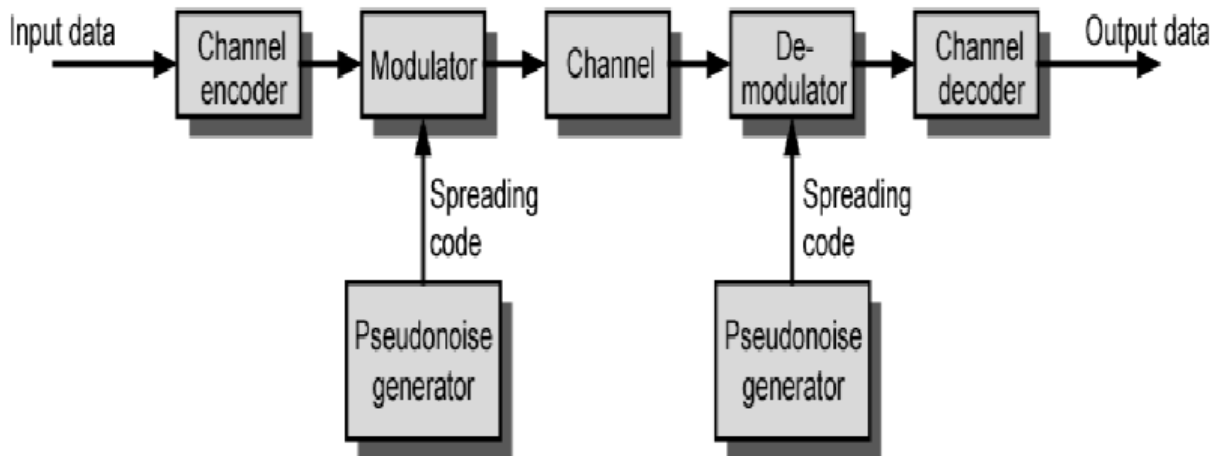 Input data
Channel
encoder
Modulator
Channel
De-
modulator
Channel
decoder
Output data
Spreading
code
Spreading
code
Pseudonoise
generator
Pseudonoise
generator